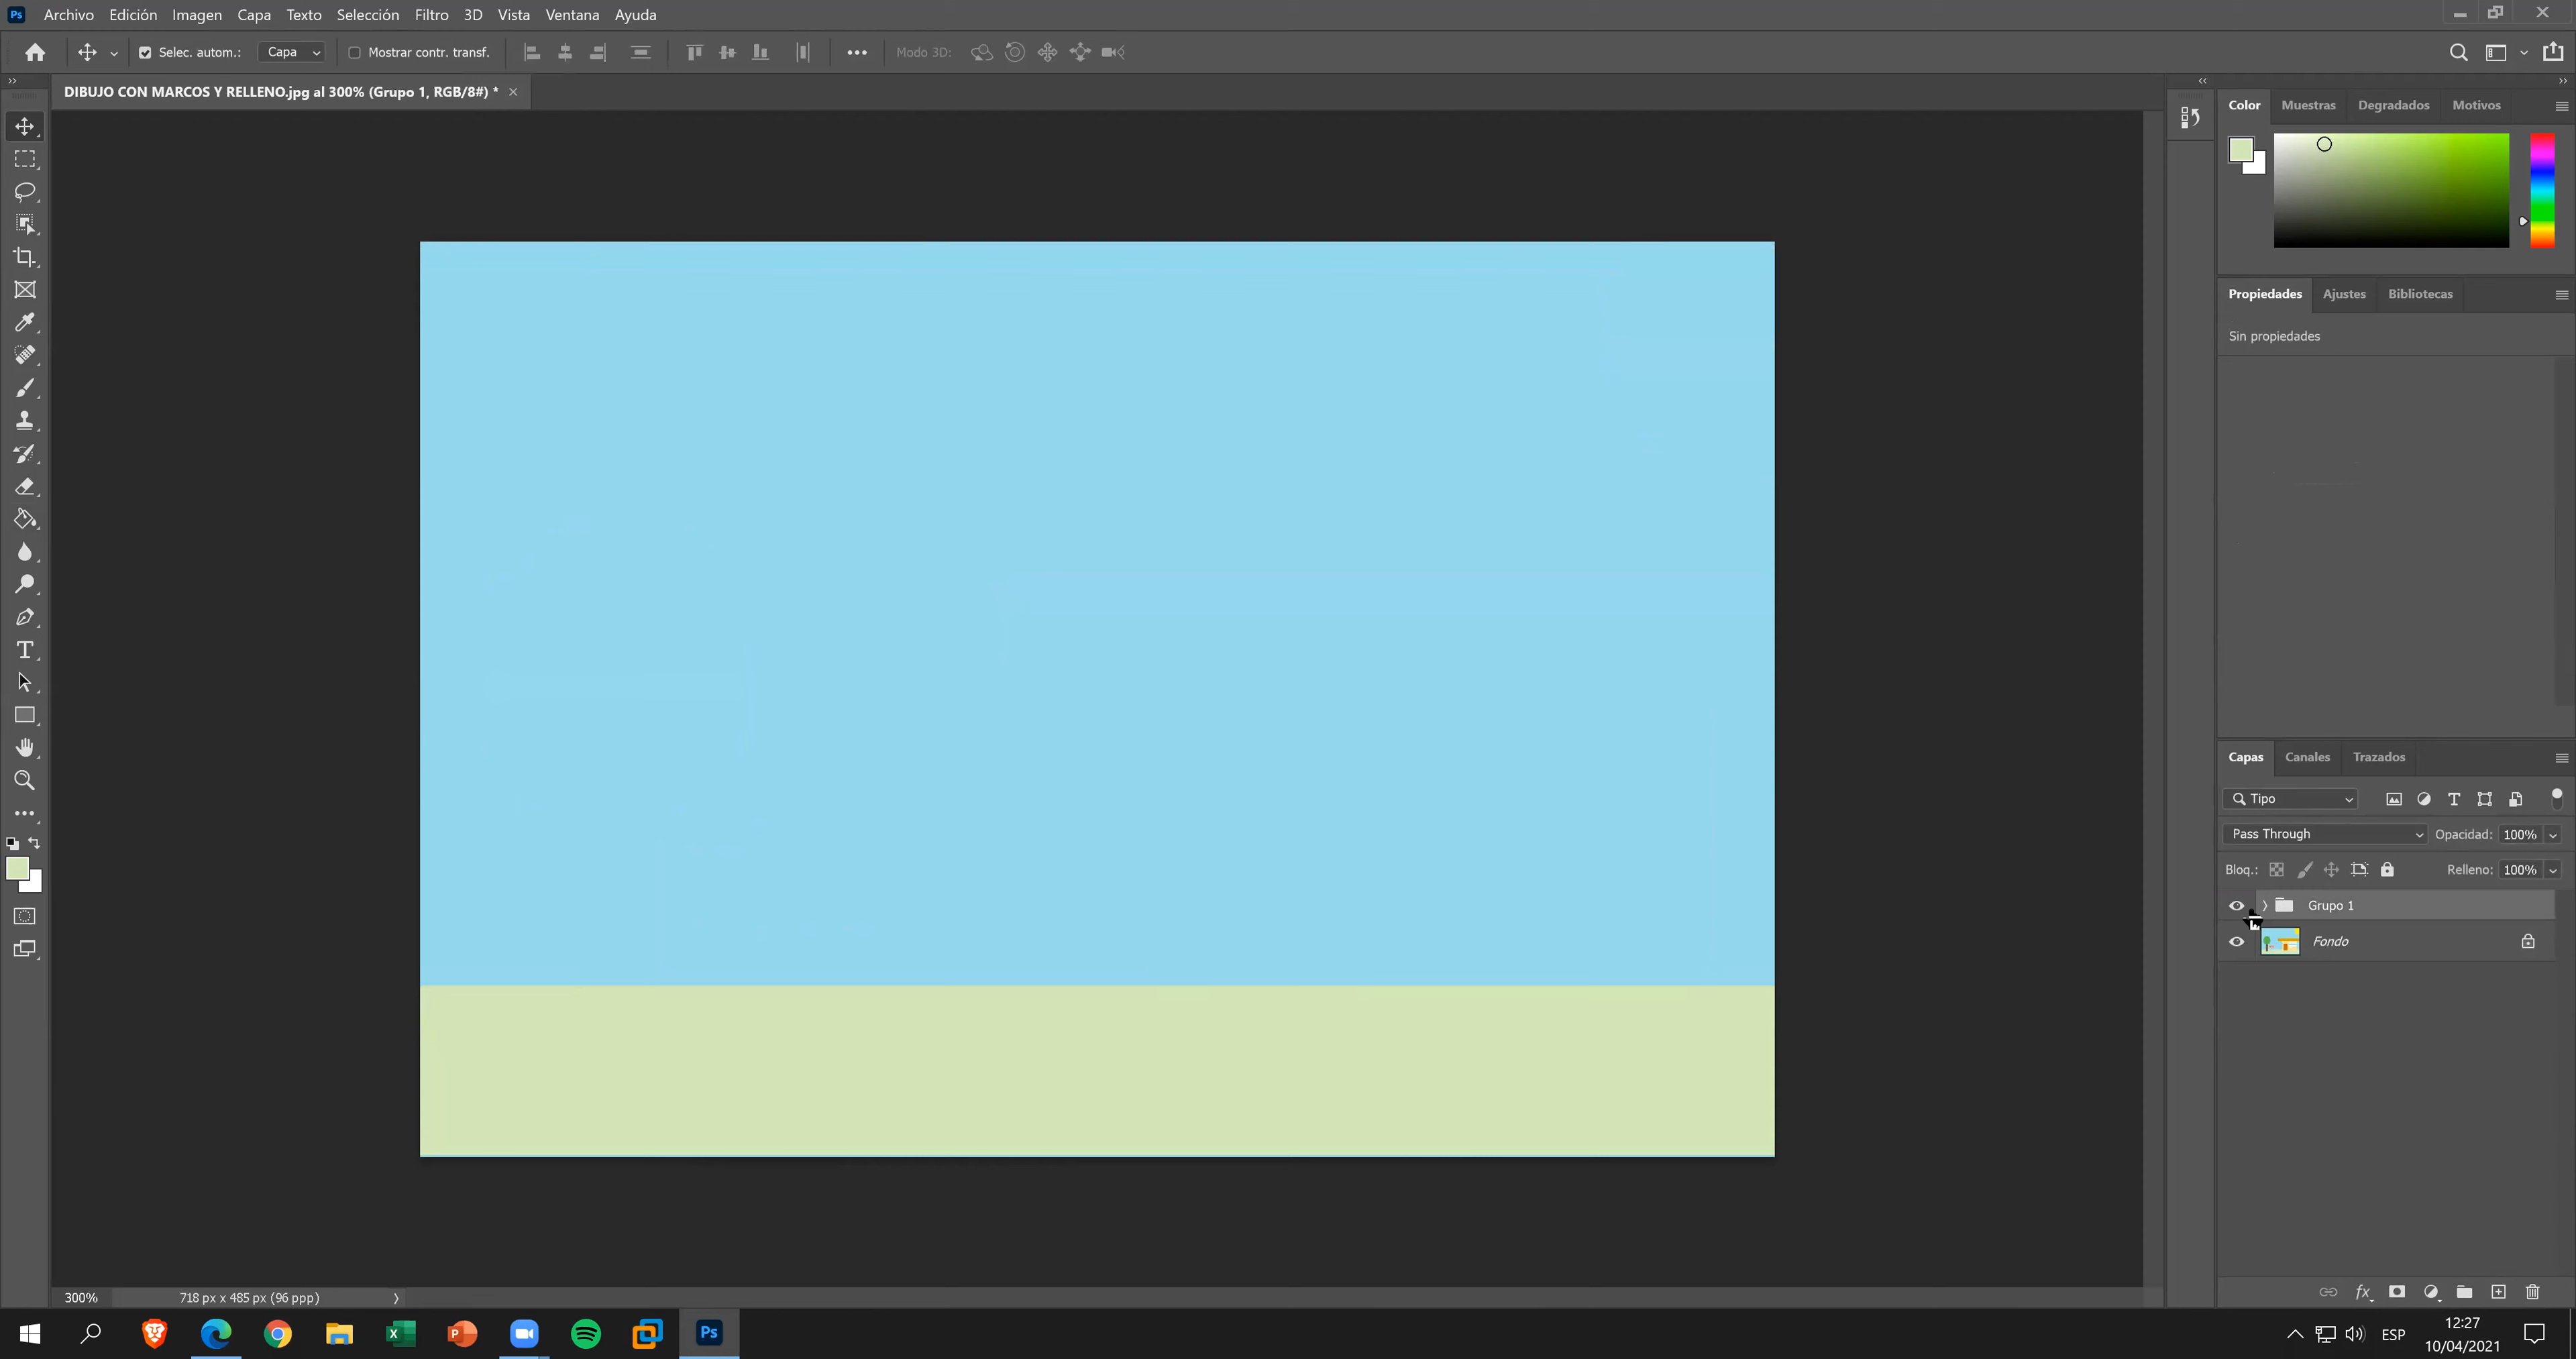 Ps Archivo Edición Imagen Capa Texto Selección Filtro 3D Vista Ventana Ayuda
Selec. autom.: Capa Mostrar contr. transf. Modo 3D:
DIBUJO CON MARCOS Y RELLENO.jpg al 300% (Grupo 1, RGB/8#) *
Color Muestras Degradados Motivos
Propiedades Ajustes Bibliotecas
Sin propiedades
Capas Canales Trazados
Tipo
Pass Through Opacidad: 100%
Bloq.: Relleno: 100%
Grupo 1
Fondo
fx
300% 718 px x 485 px (96 ppp)
Ps
ESP
12:27
10/04/2021